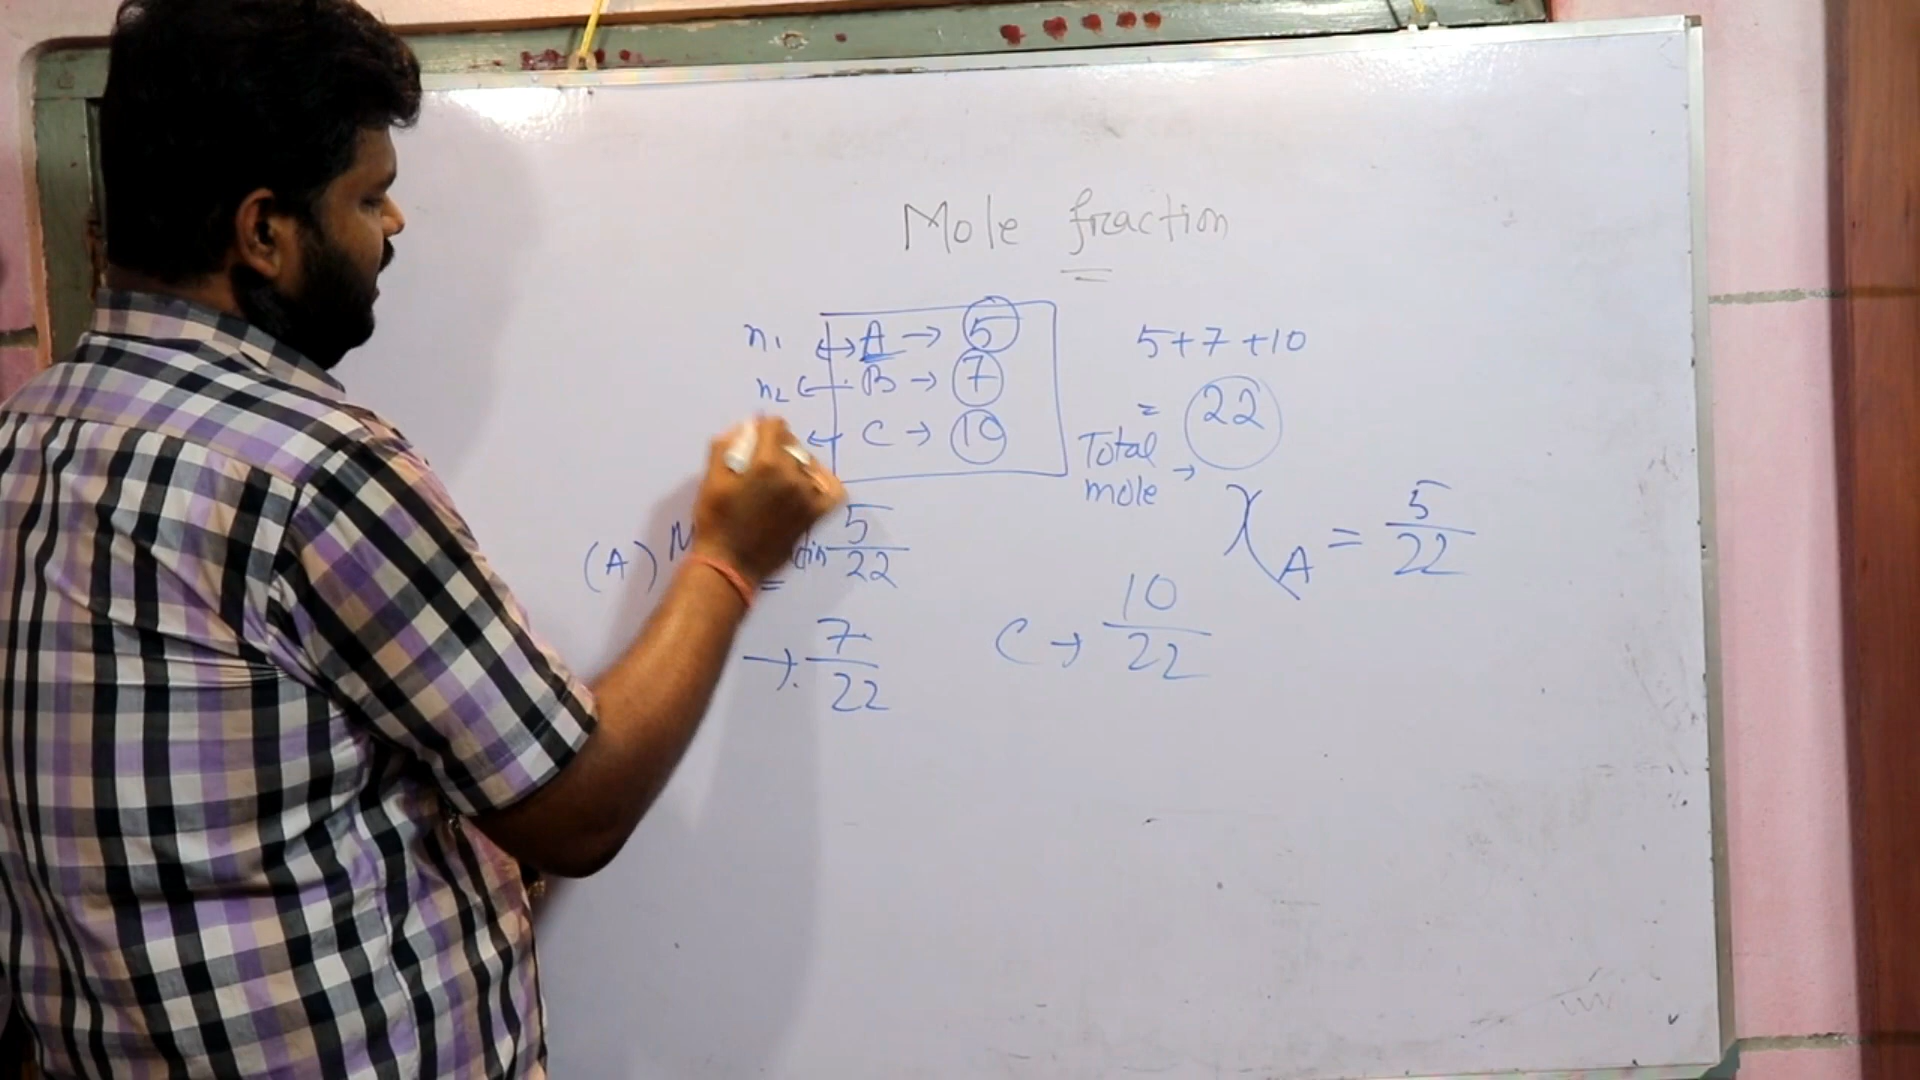 Mole fraction
n₁ ↔ A → 5
n₂ ← B → 7
← C → 10
5+7+10
= 22
Total
mole →
(A) 5/22
χ_A = 5/22
→ 7/22
C → 10/22